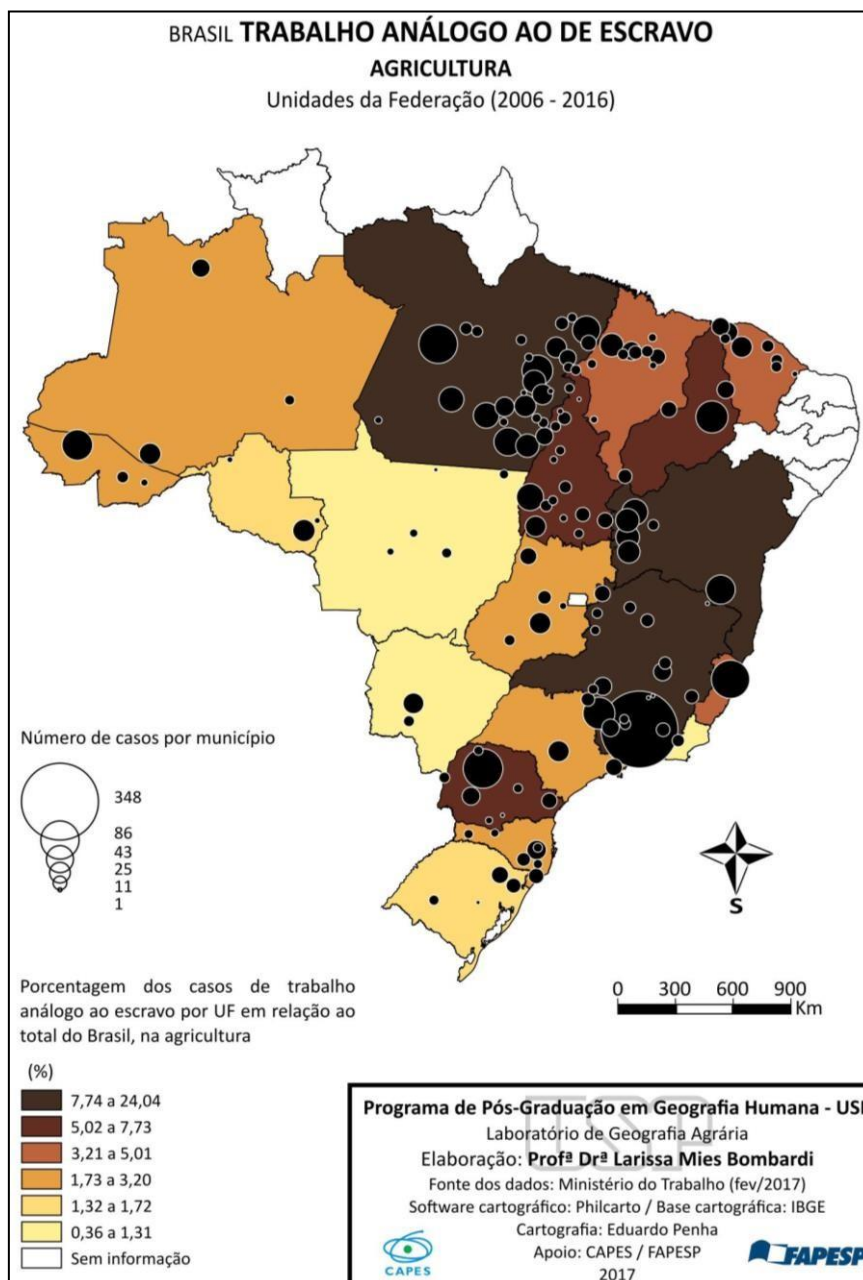 BRASIL TRABALHO ANÁLOGO AO DE ESCRAVO
AGRICULTURA
Unidades da Federação (2006 - 2016)
Número de casos por município
348
86
43
25
11
1
S
Porcentagem dos casos de trabalho
análogo ao escravo por UF em relação ao
total do Brasil, na agricultura
(%)
7,74 a 24,04
5,02 a 7,73
3,21 a 5,01
1,73 a 3,20
1,32 a 1,72
0,36 a 1,31
Sem informação
0 300 600 900
Km
USP
Programa de Pós-Graduação em Geografia Humana - USP
Laboratório de Geografia Agrária
Elaboração: Profª Drª Larissa Mies Bombardi
Fonte dos dados: Ministério do Trabalho (fev/2017)
Software cartográfico: Philcarto / Base cartográfica: IBGE
Cartografia: Eduardo Penha
Apoio: CAPES / FAPESP
2017
CAPES
FAPESP